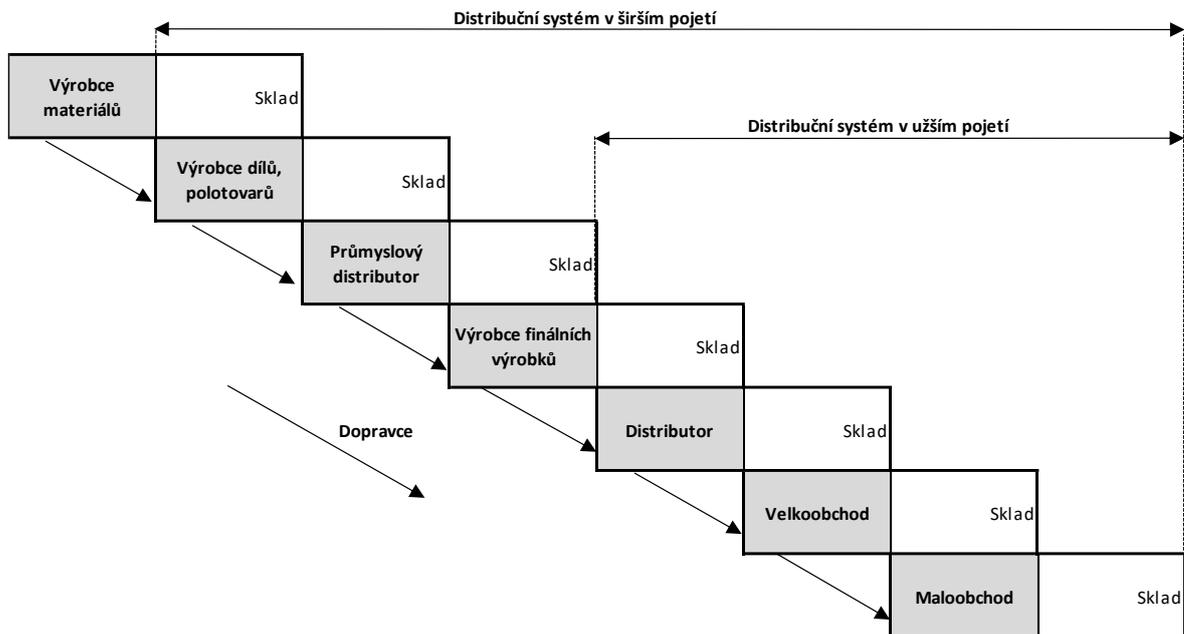 Distribuční systém v širším pojetí
Výrobce
materiálů
Sklad
Distribuční systém v užším pojetí
Výrobce dílů,
polotovarů
Sklad
Průmyslový
distributor
Sklad
Výrobce finálních
výrobků
Sklad
Dopravce
Distributor
Sklad
Velkoobchod
Sklad
Maloobchod
Sklad